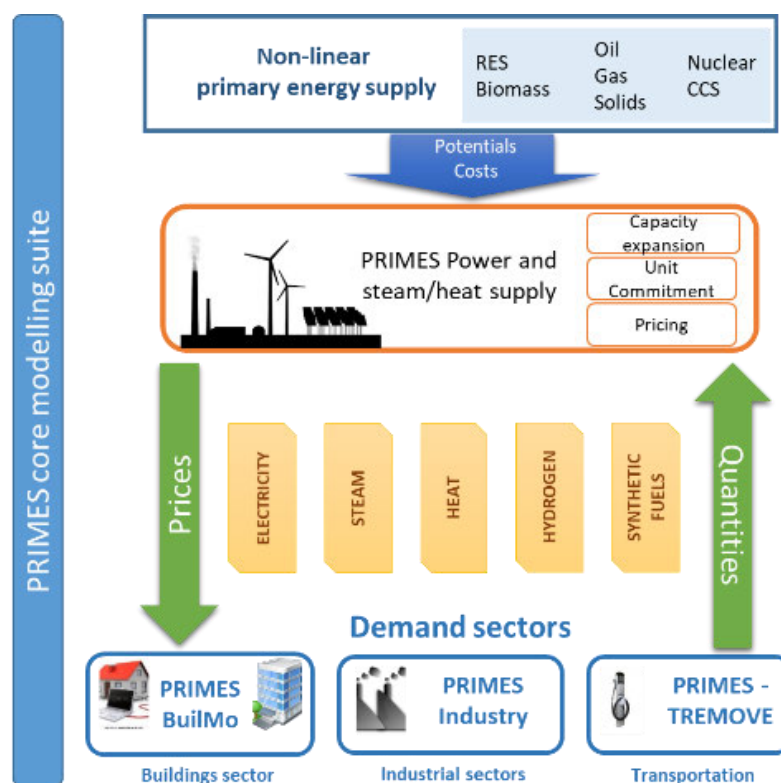 PRIMES core modelling suite
Non-linear
primary energy supply
RES
Biomass
Oil
Gas
Solids
Nuclear
CCS
Potentials
Costs
PRIMES Power and
steam/heat supply
Capacity
expansion
Unit
Commitment
Pricing
Prices
ELECTRICITY
STEAM
HEAT
HYDROGEN
SYNTHETIC
FUELS
Quantities
Demand sectors
PRIMES
BuilMo
PRIMES
Industry
PRIMES -
TREMOVE
Buildings sector
Industrial sectors
Transportation